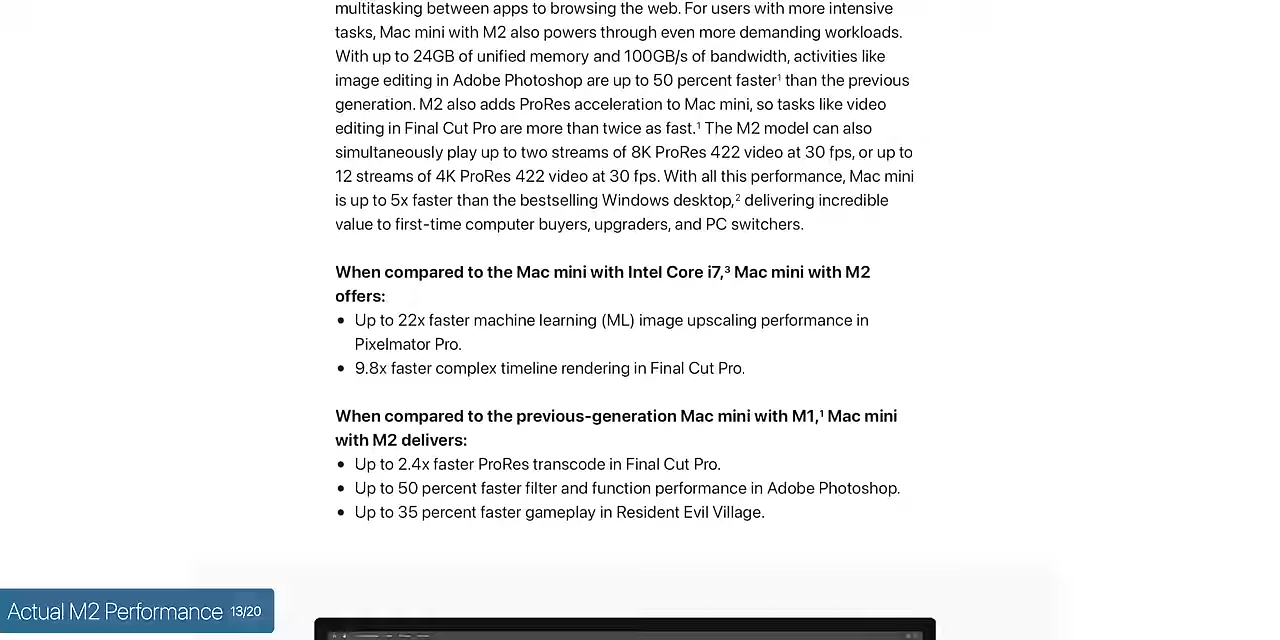 multitasking between apps to browsing the web. For users with more intensive
tasks, Mac mini with M2 also powers through even more demanding workloads.
With up to 24GB of unified memory and 100GB/s of bandwidth, activities like
image editing in Adobe Photoshop are up to 50 percent faster¹ than the previous
generation. M2 also adds ProRes acceleration to Mac mini, so tasks like video
editing in Final Cut Pro are more than twice as fast.¹ The M2 model can also
simultaneously play up to two streams of 8K ProRes 422 video at 30 fps, or up to
12 streams of 4K ProRes 422 video at 30 fps. With all this performance, Mac mini
is up to 5x faster than the bestselling Windows desktop,² delivering incredible
value to first-time computer buyers, upgraders, and PC switchers.
When compared to the Mac mini with Intel Core i7,³ Mac mini with M2
offers:
• Up to 22x faster machine learning (ML) image upscaling performance in
Pixelmator Pro.
• 9.8x faster complex timeline rendering in Final Cut Pro.
When compared to the previous-generation Mac mini with M1,¹ Mac mini
with M2 delivers:
• Up to 2.4x faster ProRes transcode in Final Cut Pro.
• Up to 50 percent faster filter and function performance in Adobe Photoshop.
• Up to 35 percent faster gameplay in Resident Evil Village.
Actual M2 Performance 13/20